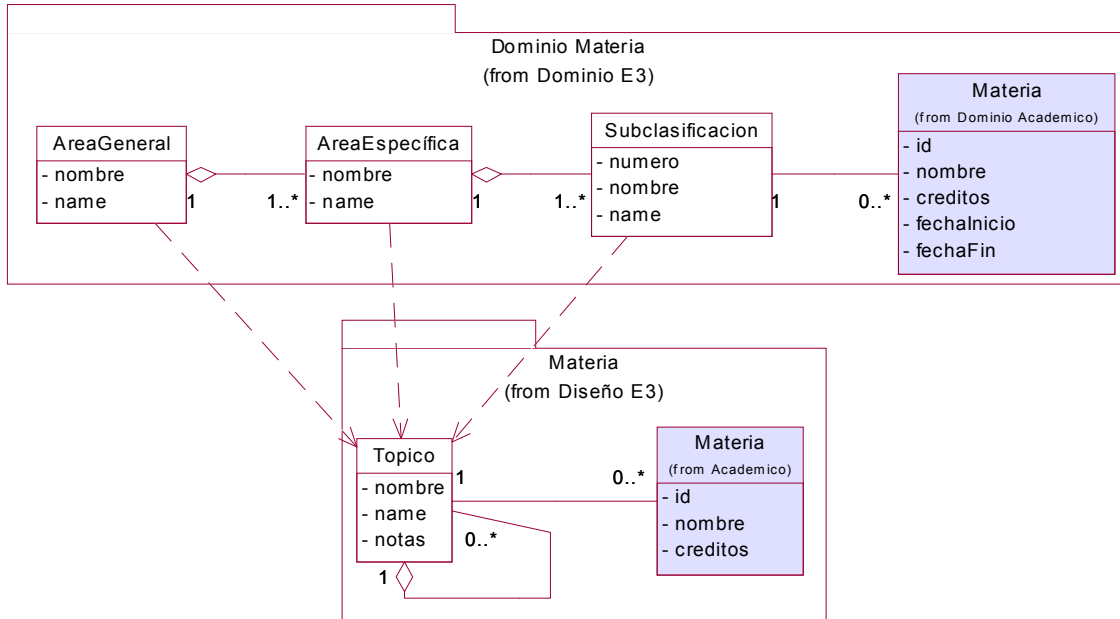 Dominio Materia
(from Dominio E3)
AreaGeneral
- nombre
- name
1
1..*
AreaEspecífica
- nombre
- name
1
1..*
Subclasificacion
- numero
- nombre
- name
1
0..*
Materia
(from Dominio Academico)
- id
- nombre
- creditos
- fechaInicio
- fechaFin
Materia
(from Diseño E3)
Topico
- nombre
- name
- notas
1
0..*
0..*
1
Materia
(from Academico)
- id
- nombre
- creditos